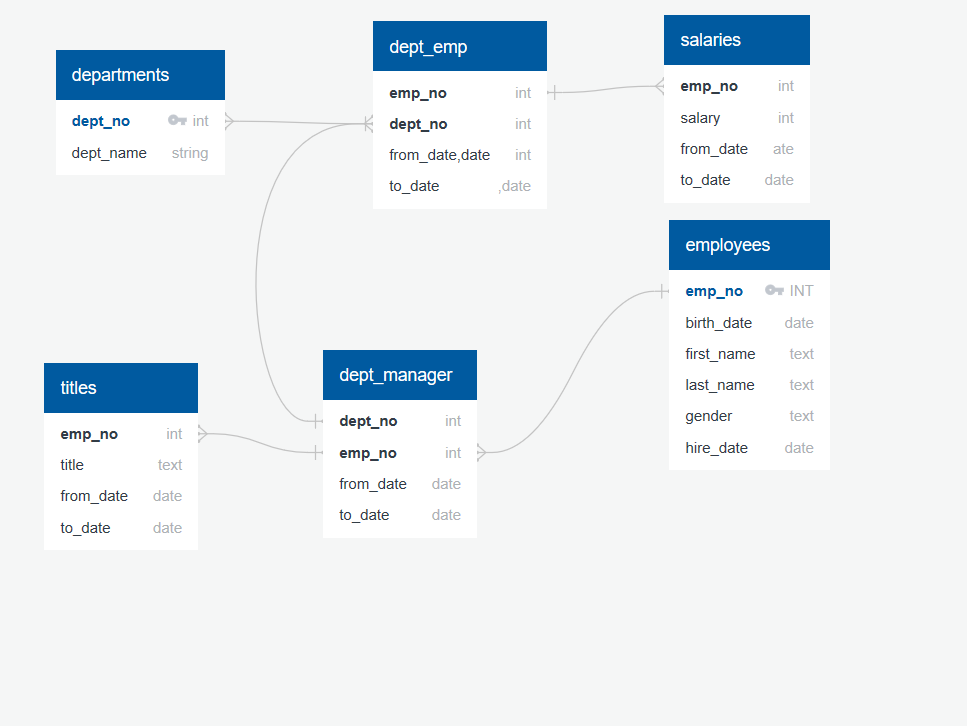 departments
dept_no int
dept_name string
dept_emp
emp_no int
dept_no int
from_date,date int
to_date ,date
salaries
emp_no int
salary int
from_date ate
to_date date
employees
emp_no INT
birth_date date
first_name text
last_name text
gender text
hire_date date
titles
emp_no int
title text
from_date date
to_date date
dept_manager
dept_no int
emp_no int
from_date date
to_date date